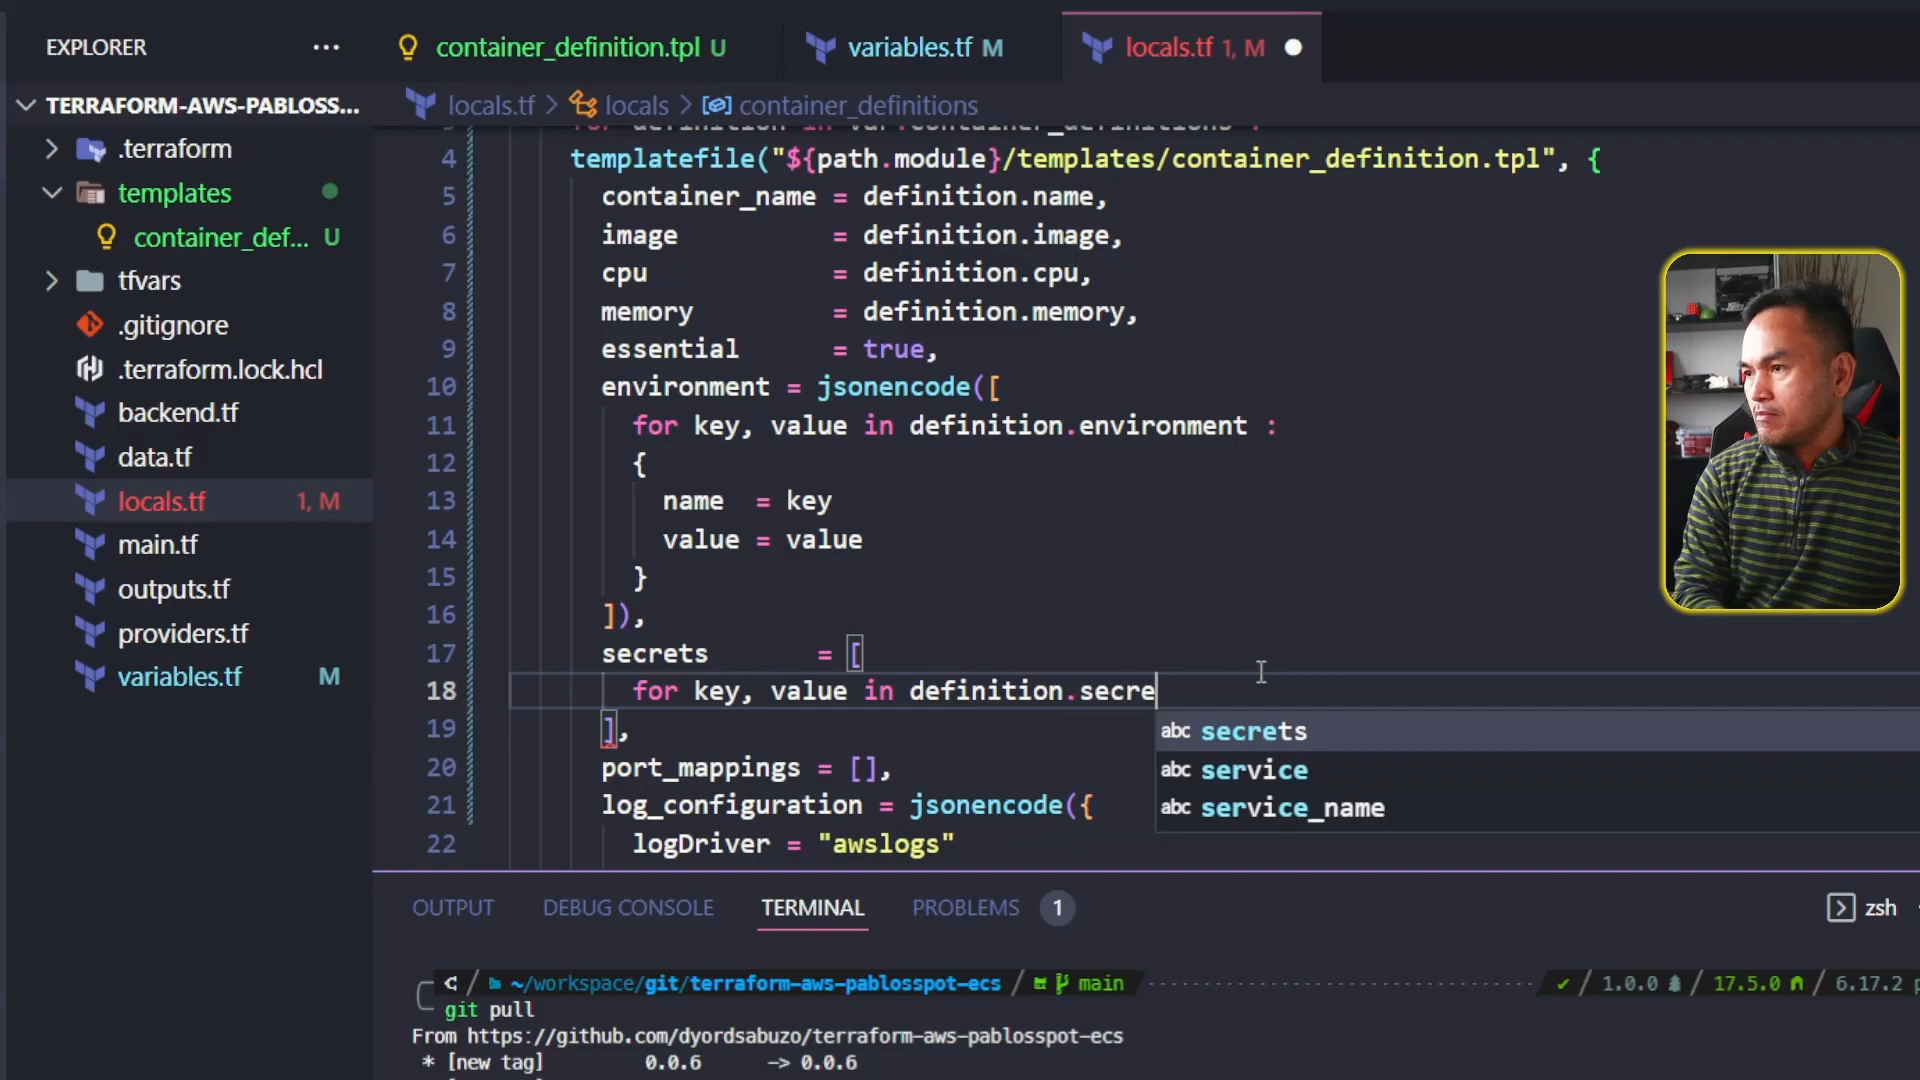 EXPLORER
container_definition.tpl U
variables.tf M
locals.tf 1, M
TERRAFORM-AWS-PABLOSS...
.terraform
templates
container_def... U
tfvars
.gitignore
.terraform.lock.hcl
backend.tf
data.tf
locals.tf 1, M
main.tf
outputs.tf
providers.tf
variables.tf M
locals.tf > locals > container_definitions
for definition in var.container_definitions :
4 templatefile("${path.module}/templates/container_definition.tpl", {
5 container_name = definition.name,
6 image = definition.image,
7 cpu = definition.cpu,
8 memory = definition.memory,
9 essential = true,
10 environment = jsonencode([
11 for key, value in definition.environment :
12 {
13 name = key
14 value = value
15 }
16 ]),
17 secrets = [
18 for key, value in definition.secre
19 ],
20 port_mappings = [],
21 log_configuration = jsonencode({
22 logDriver = "awslogs"
abc secrets
abc service
abc service_name
OUTPUT DEBUG CONSOLE TERMINAL PROBLEMS 1
zsh
~/workspace/git/terraform-aws-pablosspot-ecs main
1.0.0 17.5.0 6.17.2
git pull
From https://github.com/dyordsabuzo/terraform-aws-pablosspot-ecs
* [new tag] 0.0.6 -> 0.0.6